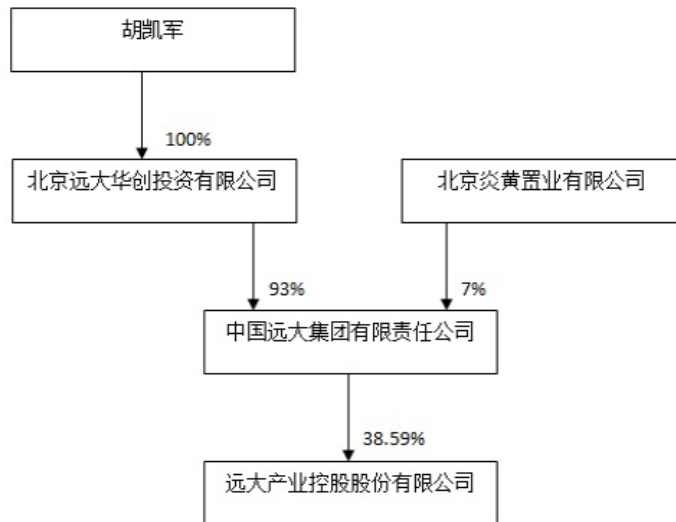 胡凯军
100%
北京远大华创投资有限公司
北京炎黄置业有限公司
93%
7%
中国远大集团有限责任公司
38.59%
远大产业控股股份有限公司